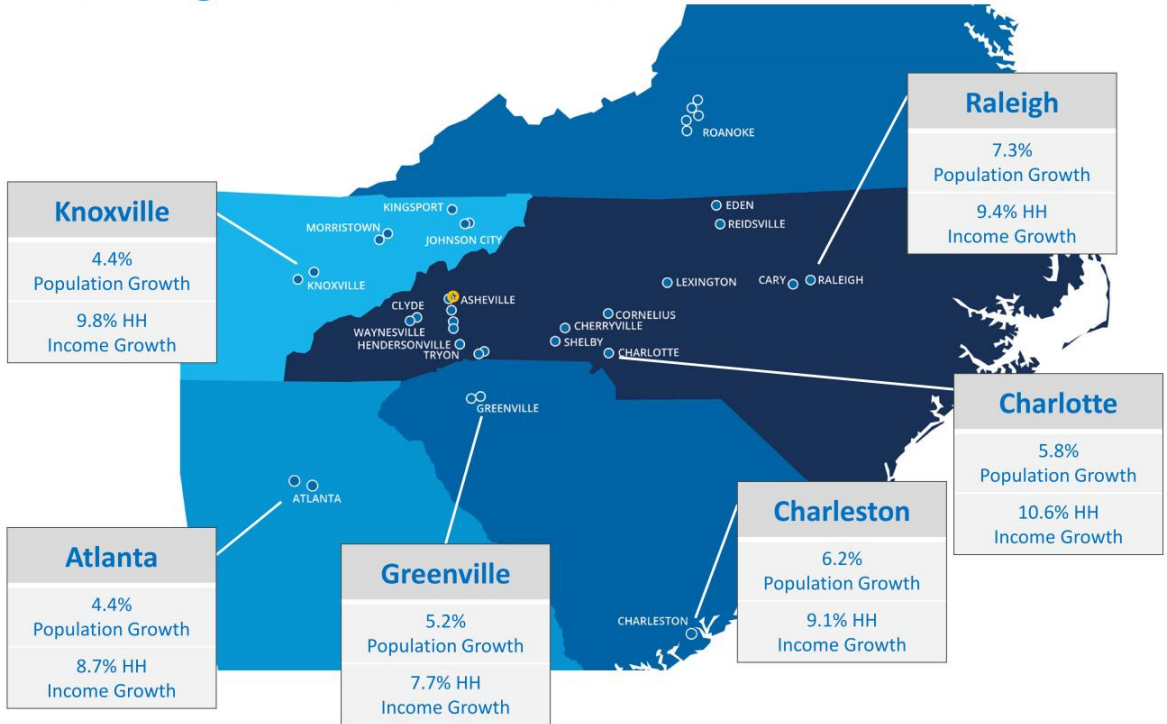 Raleigh
7.3%
Population Growth
9.4% HH
Income Growth
ROANOKE
Knoxville
4.4%
Population Growth
9.8% HH
Income Growth
KINGSPORT
MORRISTOWN
JOHNSON CITY
KNOXVILLE
EDEN
REIDSVILLE
LEXINGTON
CARY
RALEIGH
ASHEVILLE
CLYDE
WAYNESVILLE
HENDERSONVILLE
TRYON
CORNELIUS
CHERRYVILLE
SHELBY
CHARLOTTE
GREENVILLE
Charlotte
5.8%
Population Growth
10.6% HH
Income Growth
ATLANTA
Atlanta
4.4%
Population Growth
8.7% HH
Income Growth
Greenville
5.2%
Population Growth
7.7% HH
Income Growth
Charleston
6.2%
Population Growth
9.1% HH
Income Growth
CHARLESTON